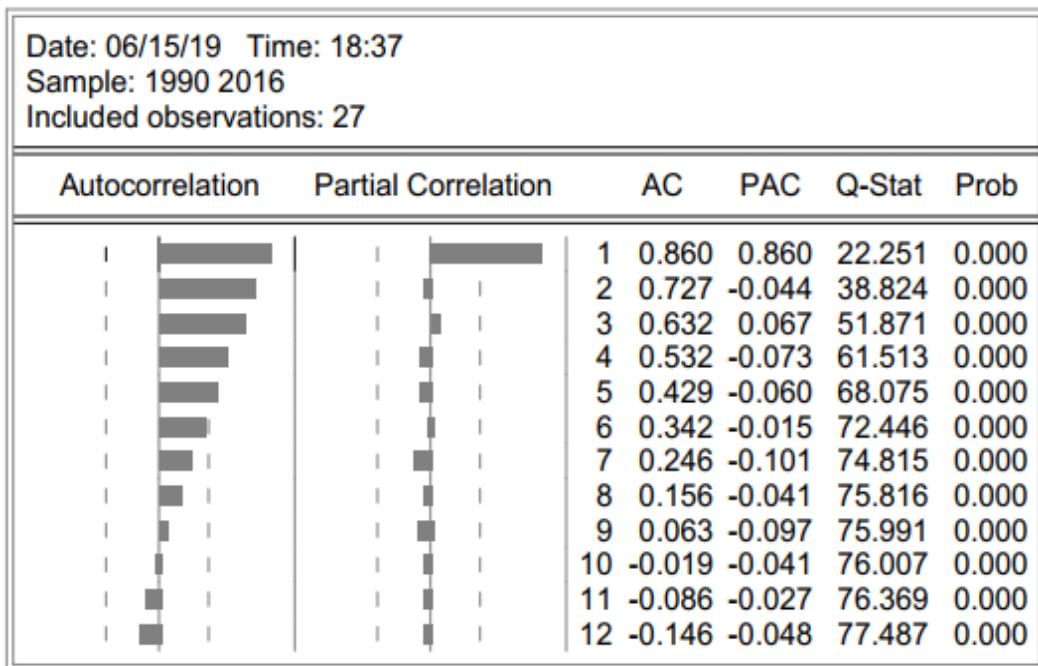 Date: 06/15/19 Time: 18:37
Sample: 1990 2016
Included observations: 27
Autocorrelation Partial Correlation AC PAC Q-Stat Prob
1 0.860 0.860 22.251 0.000
2 0.727 -0.044 38.824 0.000
3 0.632 0.067 51.871 0.000
4 0.532 -0.073 61.513 0.000
5 0.429 -0.060 68.075 0.000
6 0.342 -0.015 72.446 0.000
7 0.246 -0.101 74.815 0.000
8 0.156 -0.041 75.816 0.000
9 0.063 -0.097 75.991 0.000
10 -0.019 -0.041 76.007 0.000
11 -0.086 -0.027 76.369 0.000
12 -0.146 -0.048 77.487 0.000